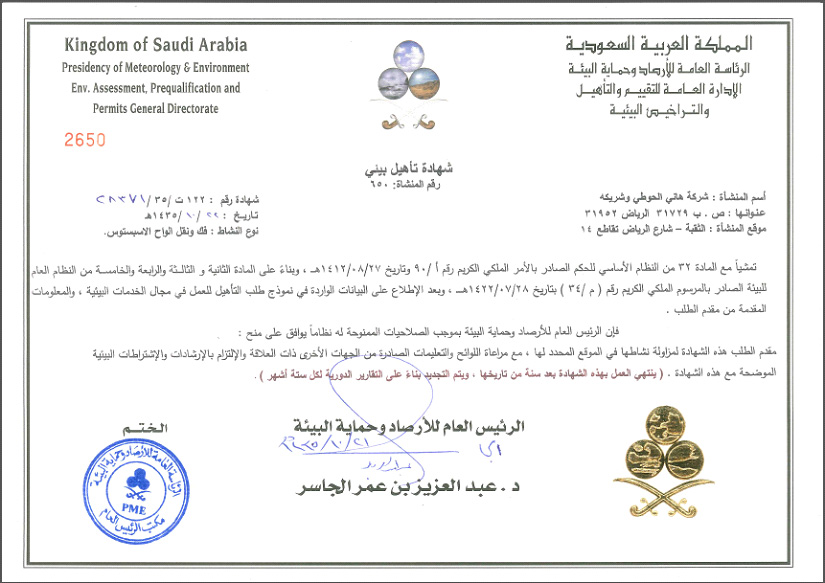 Kingdom of Saudi Arabia
Presidency of Meteorology & Environment
Env. Assessment, Prequalification and
Permits General Directorate
2650
المملكة العربية السعودية
الرئاسة العامة للأرصاد وحماية البيئة
الإدارة العامة للتقييم والتأهيل
والتراخيص البيئية
شهادة تأهيل بيئي
رقم المنشاة: ٦٥٠
أسم المنشأة : شركة هاني الحوطي وشريكه
عنوانها : ص . ب ٣١٧٢٩ الرياض ٣١٩٥٢
موقع المنشأة : الثقبة – شارع الرياض تقاطع ١٤
شهادة رقم : ١٢٢ ت /٣٥/ ٢٨٣٧١
تاريخ : /١٠/١٤٣٥هـ
نوع النشاط : فك ونقل الواح الاسبستوس.
تمشياً مع المادة ٣٢ من النظام الأساسي للحكم الصادر بالأمر الملكي الكريم رقم أ /٩٠ وتاريخ ١٤١٢/٠٨/٢٧هـ ، وبناءً على المادة الثانية و الثالثة والرابعة والخامسة من النظام العام
للبيئة الصادر بالمرسوم الملكي الكريم رقم ( م /٣٤ ) بتاريخ ١٤٢٢/٠٧/٢٨هـ ، وبعد الإطلاع على البيانات الواردة في نموذج طلب التأهيل للعمل في مجال الخدمات البيئية ، والمعلومات
المقدمة من مقدم الطلب .
فإن الرئيس العام للأرصاد وحماية البيئة بموجب الصلاحيات الممنوحة له نظاماً يوافق على منح :
مقدم الطلب هذه الشهادة لمزاولة نشاطها في الموقع المحدد لها ، مع مراعاة اللوائح والتعليمات الصادرة من الجهات الأخرى ذات العلاقة والإلتزام بالإرشادات والإشتراطات البيئية
الموضحة مع هذه الشهادة . ( ينتهي العمل بهذه الشهادة بعد سنة من تاريخها ، ويتم التجديد بناءً على التقارير الدورية لكل ستة أشهر ) .
الرئيس العام للأرصاد وحماية البيئة
د . عبد العزيز بن عمر الجاسر
الختم
الرئاسة العامة للأرصاد وحماية البيئة
PME
مكتب الرئيس العام